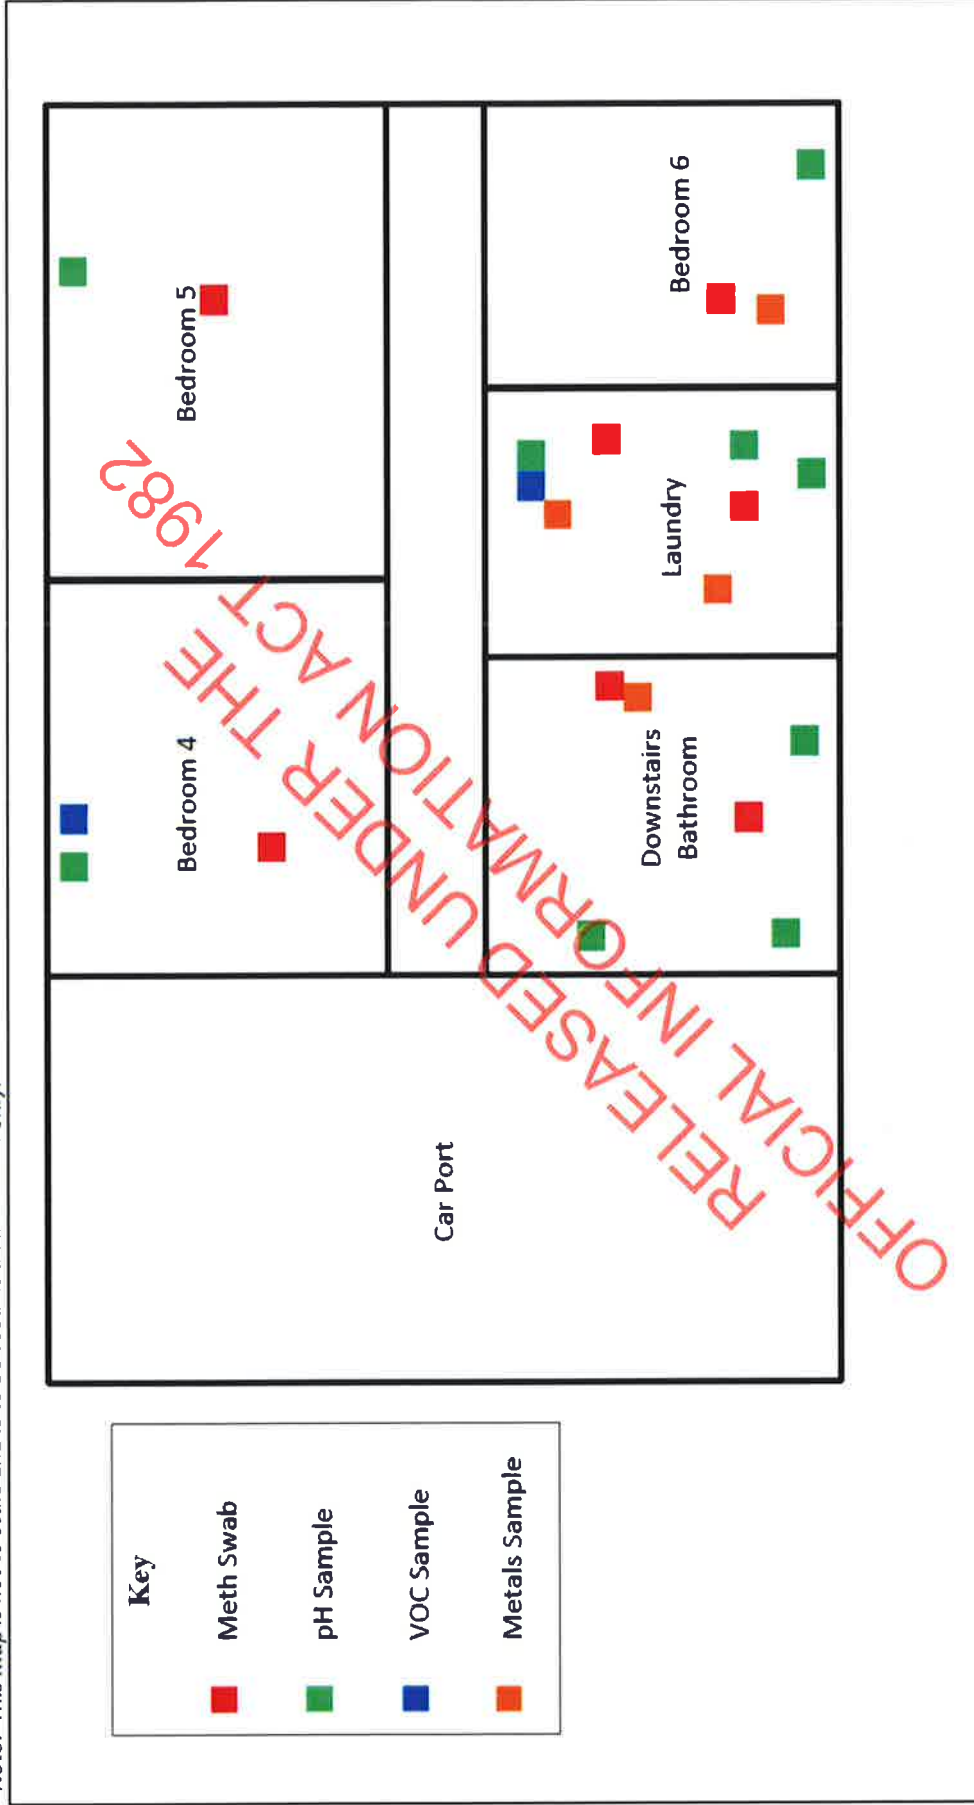 Bedroom 4
Bedroom 5
Car Port
Downstairs
Bathroom
Laundry
Bedroom 6
Key
Meth Swab
pH Sample
VOC Sample
Metals Sample
RELEASED UNDER THE
OFFICIAL INFORMATION ACT 1982